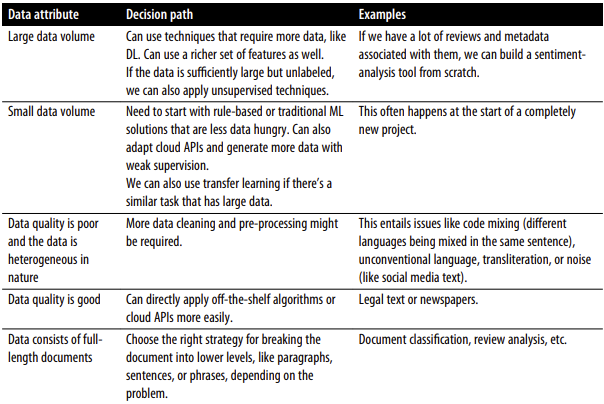 Data attribute Decision path Examples
Large data volume
Can use techniques that require more data, like
DL. Can use a richer set of features as well.
If the data is sufficiently large but unlabeled,
we can also apply unsupervised techniques.
If we have a lot of reviews and metadata
associated with them, we can build a sentiment-
analysis tool from scratch.
Small data volume
Need to start with rule-based or traditional ML
solutions that are less data hungry. Can also
adapt cloud APIs and generate more data with
weak supervision.
We can also use transfer learning if there’s a
similar task that has large data.
This often happens at the start of a completely
new project.
Data quality is poor
and the data is
heterogeneous in
nature
More data cleaning and pre-processing might
be required.
This entails issues like code mixing (different
languages being mixed in the same sentence),
unconventional language, transliteration, or noise
(like social media text).
Data quality is good
Can directly apply off-the-shelf algorithms or
cloud APIs more easily.
Legal text or newspapers.
Data consists of full-
length documents
Choose the right strategy for breaking the
document into lower levels, like paragraphs,
sentences, or phrases, depending on the
problem.
Document classification, review analysis, etc.